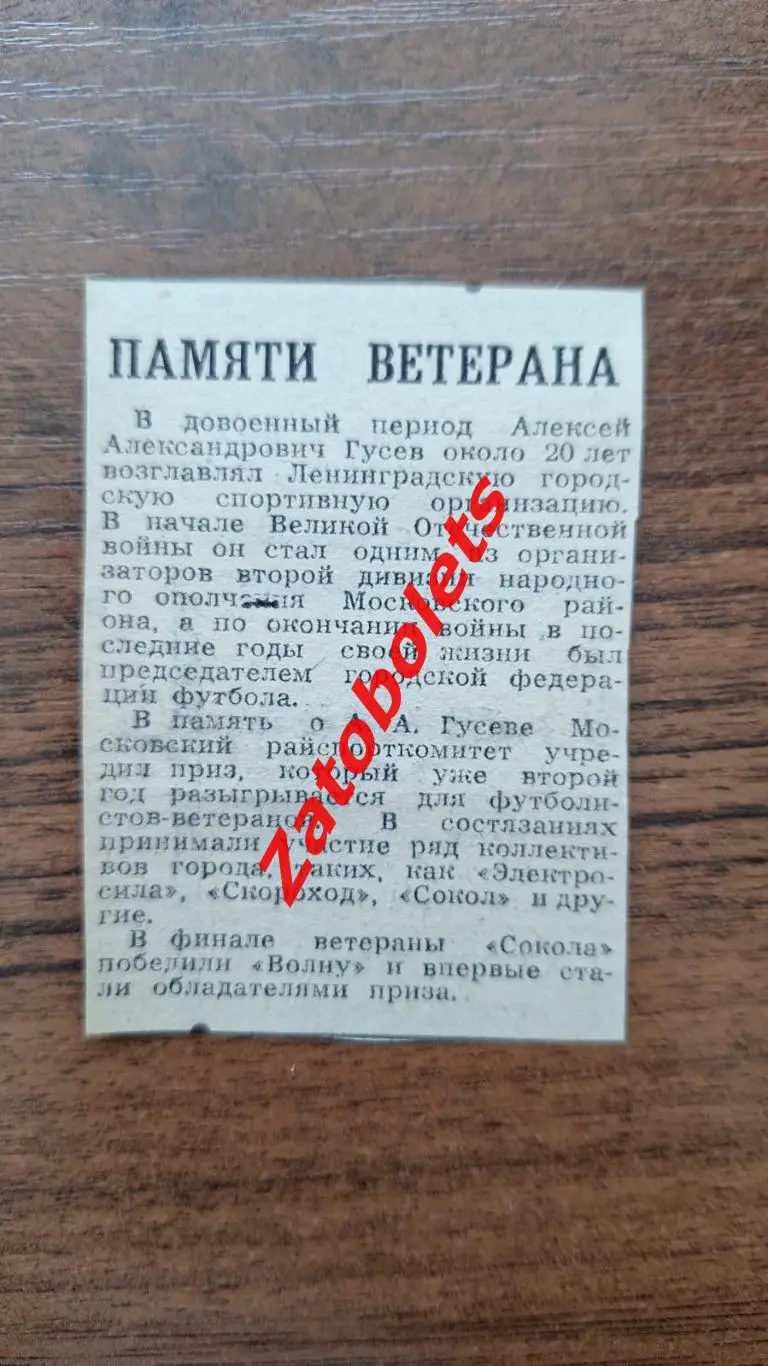 ПАМЯТИ ВЕТЕРАНА
В довоенный период Алексей
Александрович Гусев около 20 лет
возглавлял Ленинградскую город-
скую спортивную организацию.
В начале Великой Отечественной
войны он стал одним из органи-
заторов второй дивизии народно-
го ополчения Московского рай-
она, а по окончании войны в по-
следние годы своей жизни был
председателем городской федера-
ции футбола.
В память о А. А. Гусеве Мо-
сковский райспорткомитет учре-
дил приз, который уже второй
год разыгрывается для футболи-
стов-ветеранов. В состязаниях
принимали участие ряд коллекти-
вов города, таких, как «Электро-
сила», «Скороход», «Сокол» и дру-
гие.
В финале ветераны «Сокола»
победили «Волну» и впервые ста-
ли обладателями приза.
Zatobolets